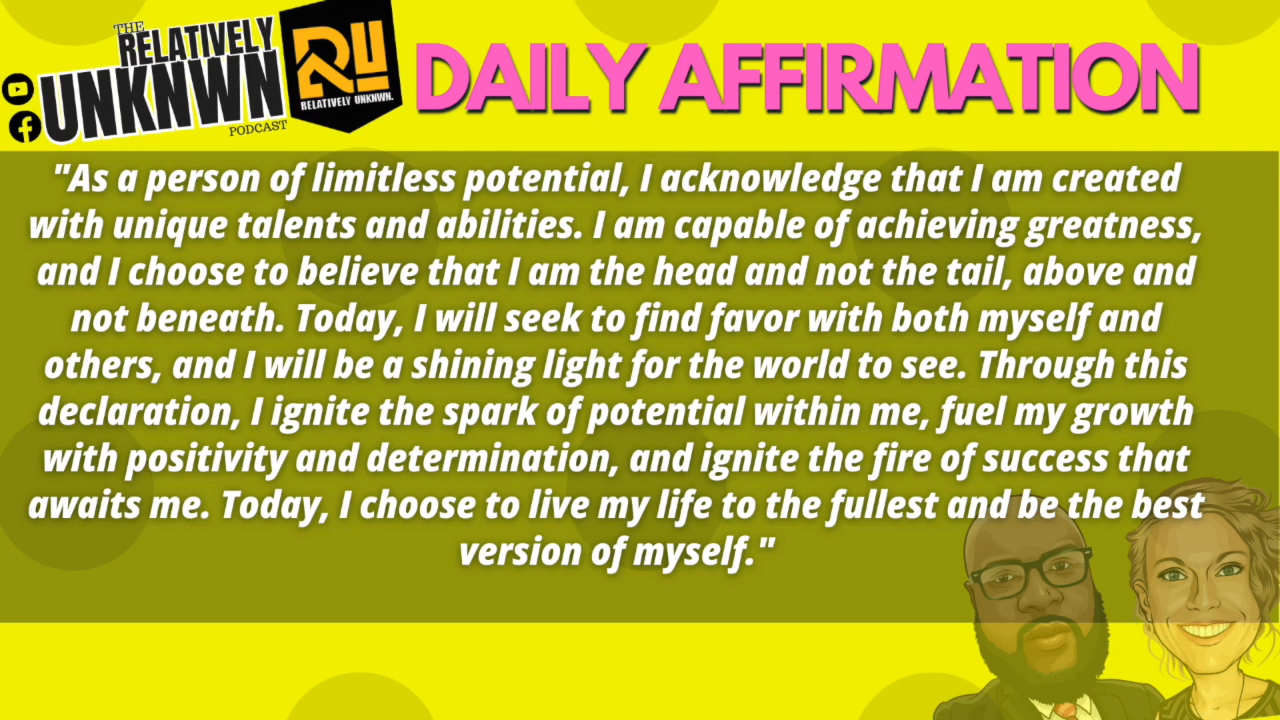 THE
RELATIVELY
UNKNWN
PODCAST
RU
RELATIVELY UNKNWN.
DAILY AFFIRMATION
"As a person of limitless potential, I acknowledge that I am created
with unique talents and abilities. I am capable of achieving greatness,
and I choose to believe that I am the head and not the tail, above and
not beneath. Today, I will seek to find favor with both myself and
others, and I will be a shining light for the world to see. Through this
declaration, I ignite the spark of potential within me, fuel my growth
with positivity and determination, and ignite the fire of success that
awaits me. Today, I choose to live my life to the fullest and be the best
version of myself."